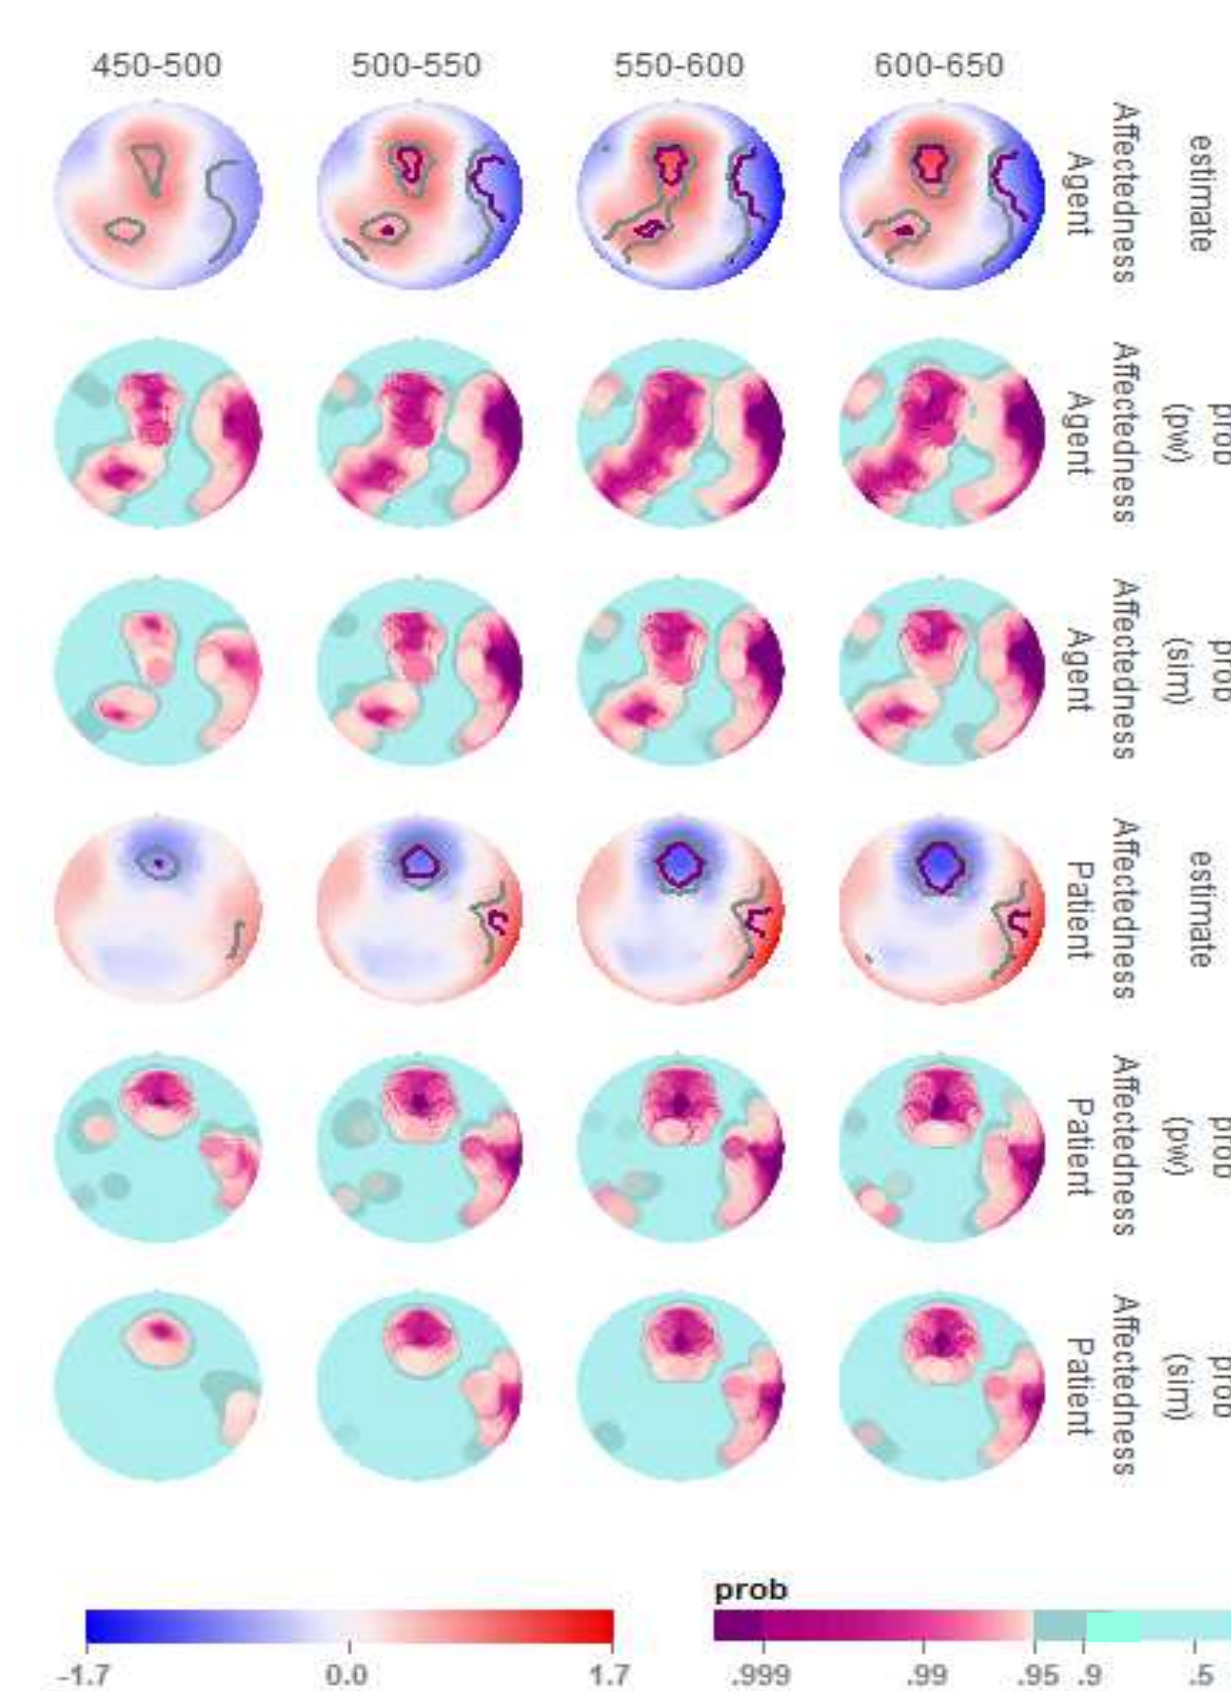 450-500 500-550 550-600 600-650
estimate
Affectedness
Agent
prob
(pw)
Affectedness
Agent
prob
(sim)
Affectedness
Agent
estimate
Affectedness
Patient
prob
(pw)
Affectedness
Patient
prob
(sim)
Affectedness
Patient
prob
-1.7 0.0 1.7 .999 .99 .95 .9 .5